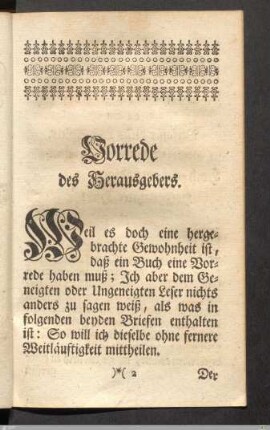 Vorrede
des Herausgebers.
Weil es doch eine herge-
brachte Gewohnheit ist,
daß ein Buch eine Vor-
rede haben muß; Ich aber dem Ge-
neigten oder Ungeneigten Leser nichts
anders zu sagen weiß, als was in
folgenden beyden Briefen enthalten
ist: So will ich dieselbe ohne fernere
Weitläuftigkeit mittheilen.
)*( 2 Der